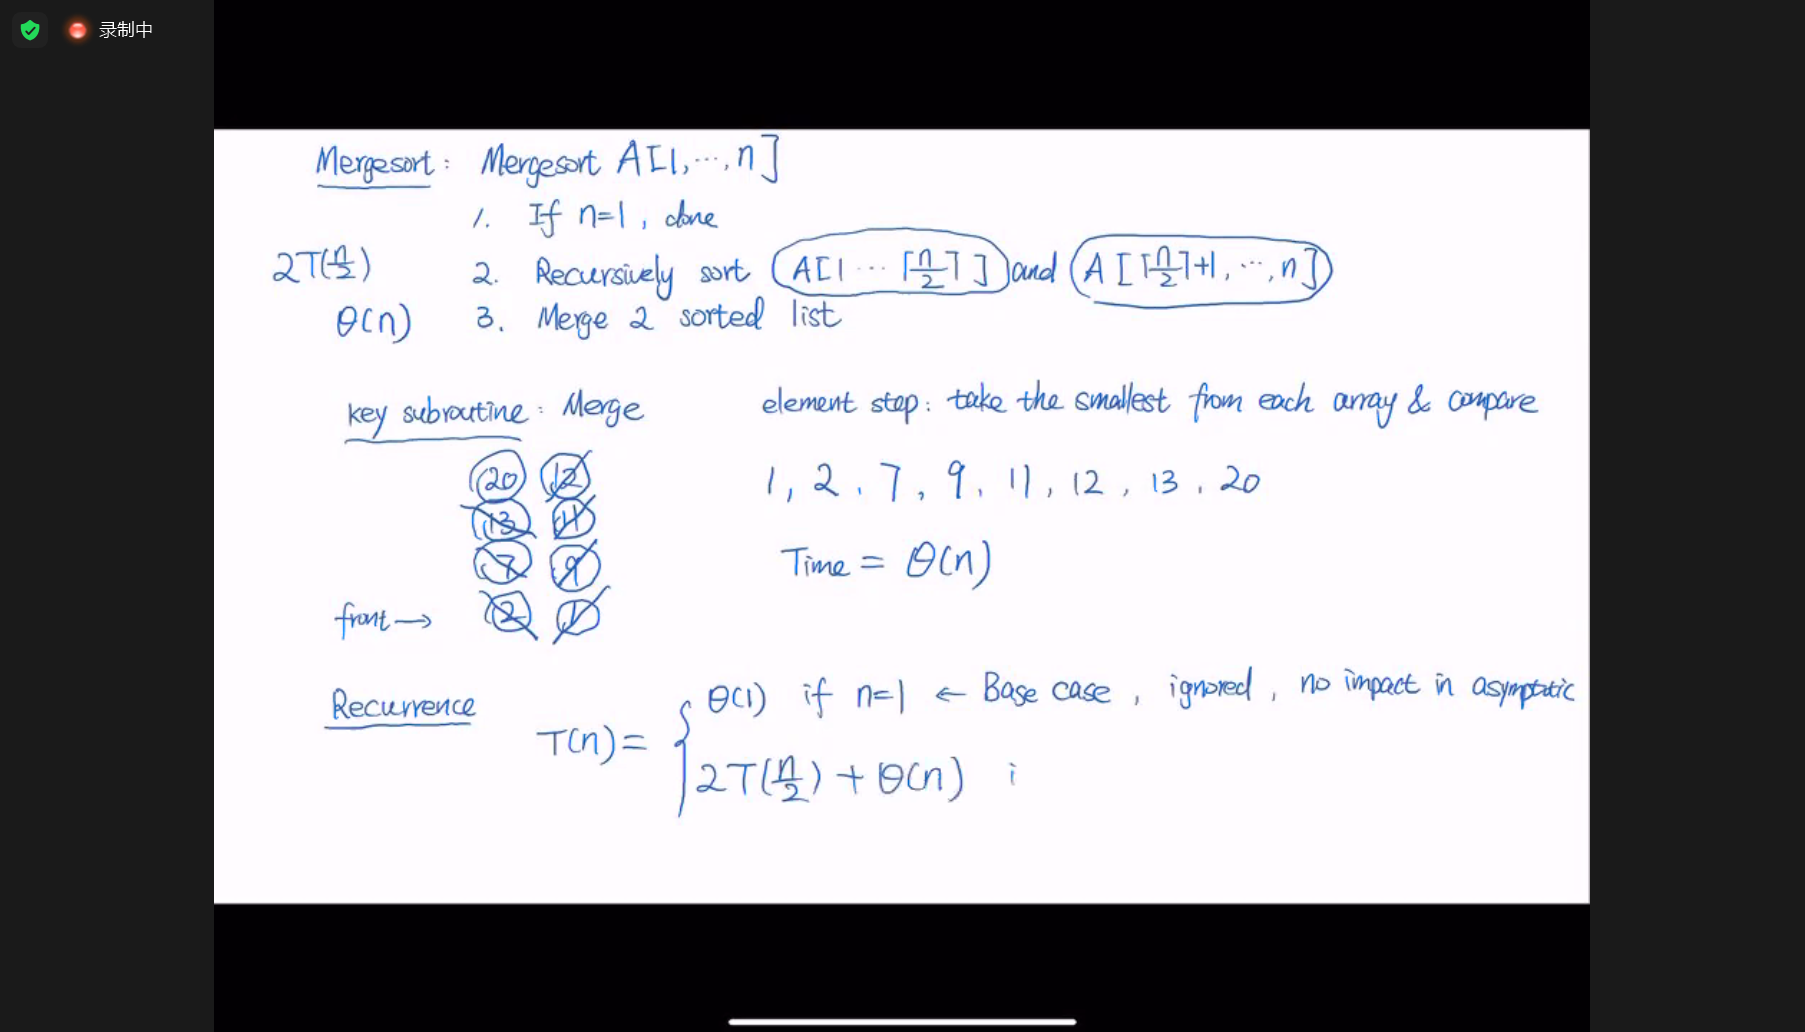 录制中
Mergesort: Mergesort A[1,…,n]
1. If n=1, done
2T(n/2) 2. Recursively sort A[1…⌈n/2⌉] and A[⌈n/2⌉+1,…,n]
θ(n) 3. Merge 2 sorted list
key subroutine: Merge
element step: take the smallest from each array & compare
20 12
13 11
7 9
front→ 2 1
1, 2, 7, 9, 11, 12, 13, 20
Time = θ(n)
Recurrence
T(n) = { θ(1) if n=1 ← Base case, ignored, no impact in asymptotic
2T(n/2) + θ(n) i